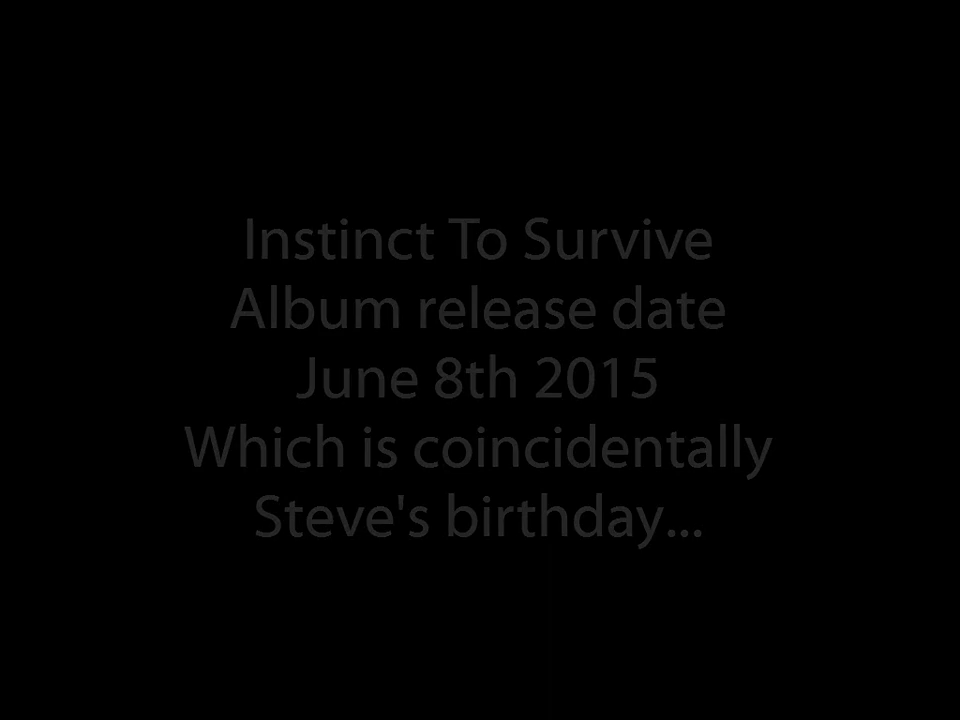 Instinct To Survive
Album release date
June 8th 2015
Which is coincidentally
Steve's birthday...